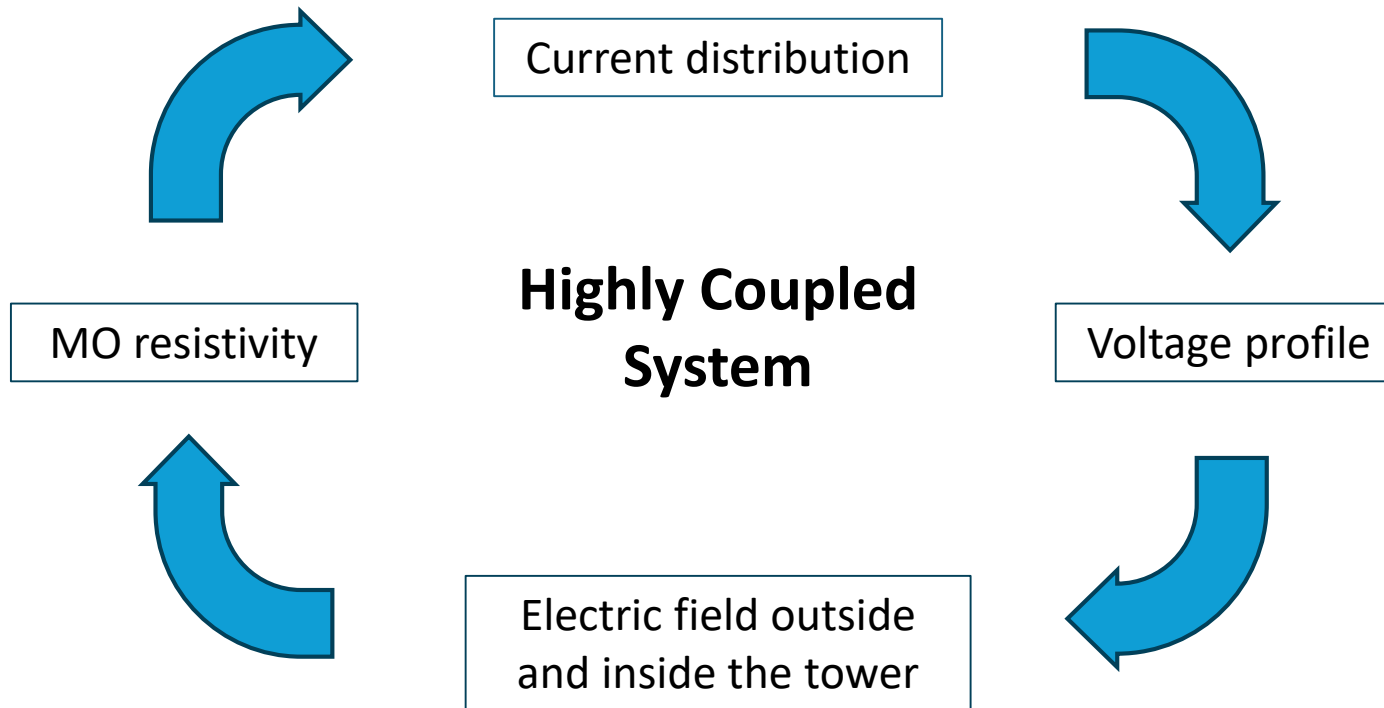 Current distribution
Highly Coupled
System
MO resistivity
Voltage profile
Electric field outside
and inside the tower